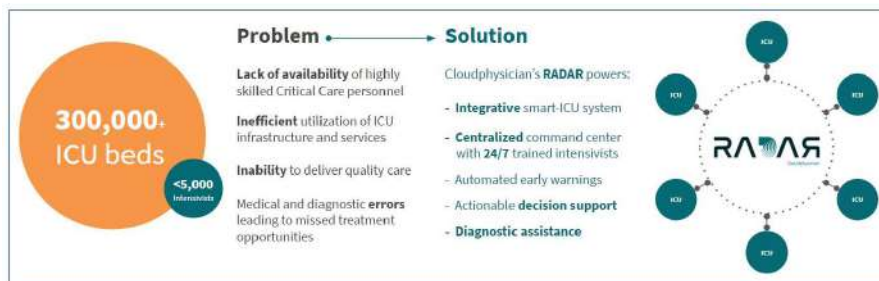 300,000+
ICU beds
<5,000
Intensivists
Problem
Lack of availability of highly
skilled Critical Care personnel
Inefficient utilization of ICU
infrastructure and services
Inability to deliver quality care
Medical and diagnostic errors
leading to missed treatment
opportunities
Solution
Cloudphysician's RADAR powers:
- Integrative smart-ICU system
- Centralized command center
with 24/7 trained intensivists
- Automated early warnings
- Actionable decision support
- Diagnostic assistance
ICU
ICU
ICU
RADAR
Cloudphysician
ICU
ICU
ICU